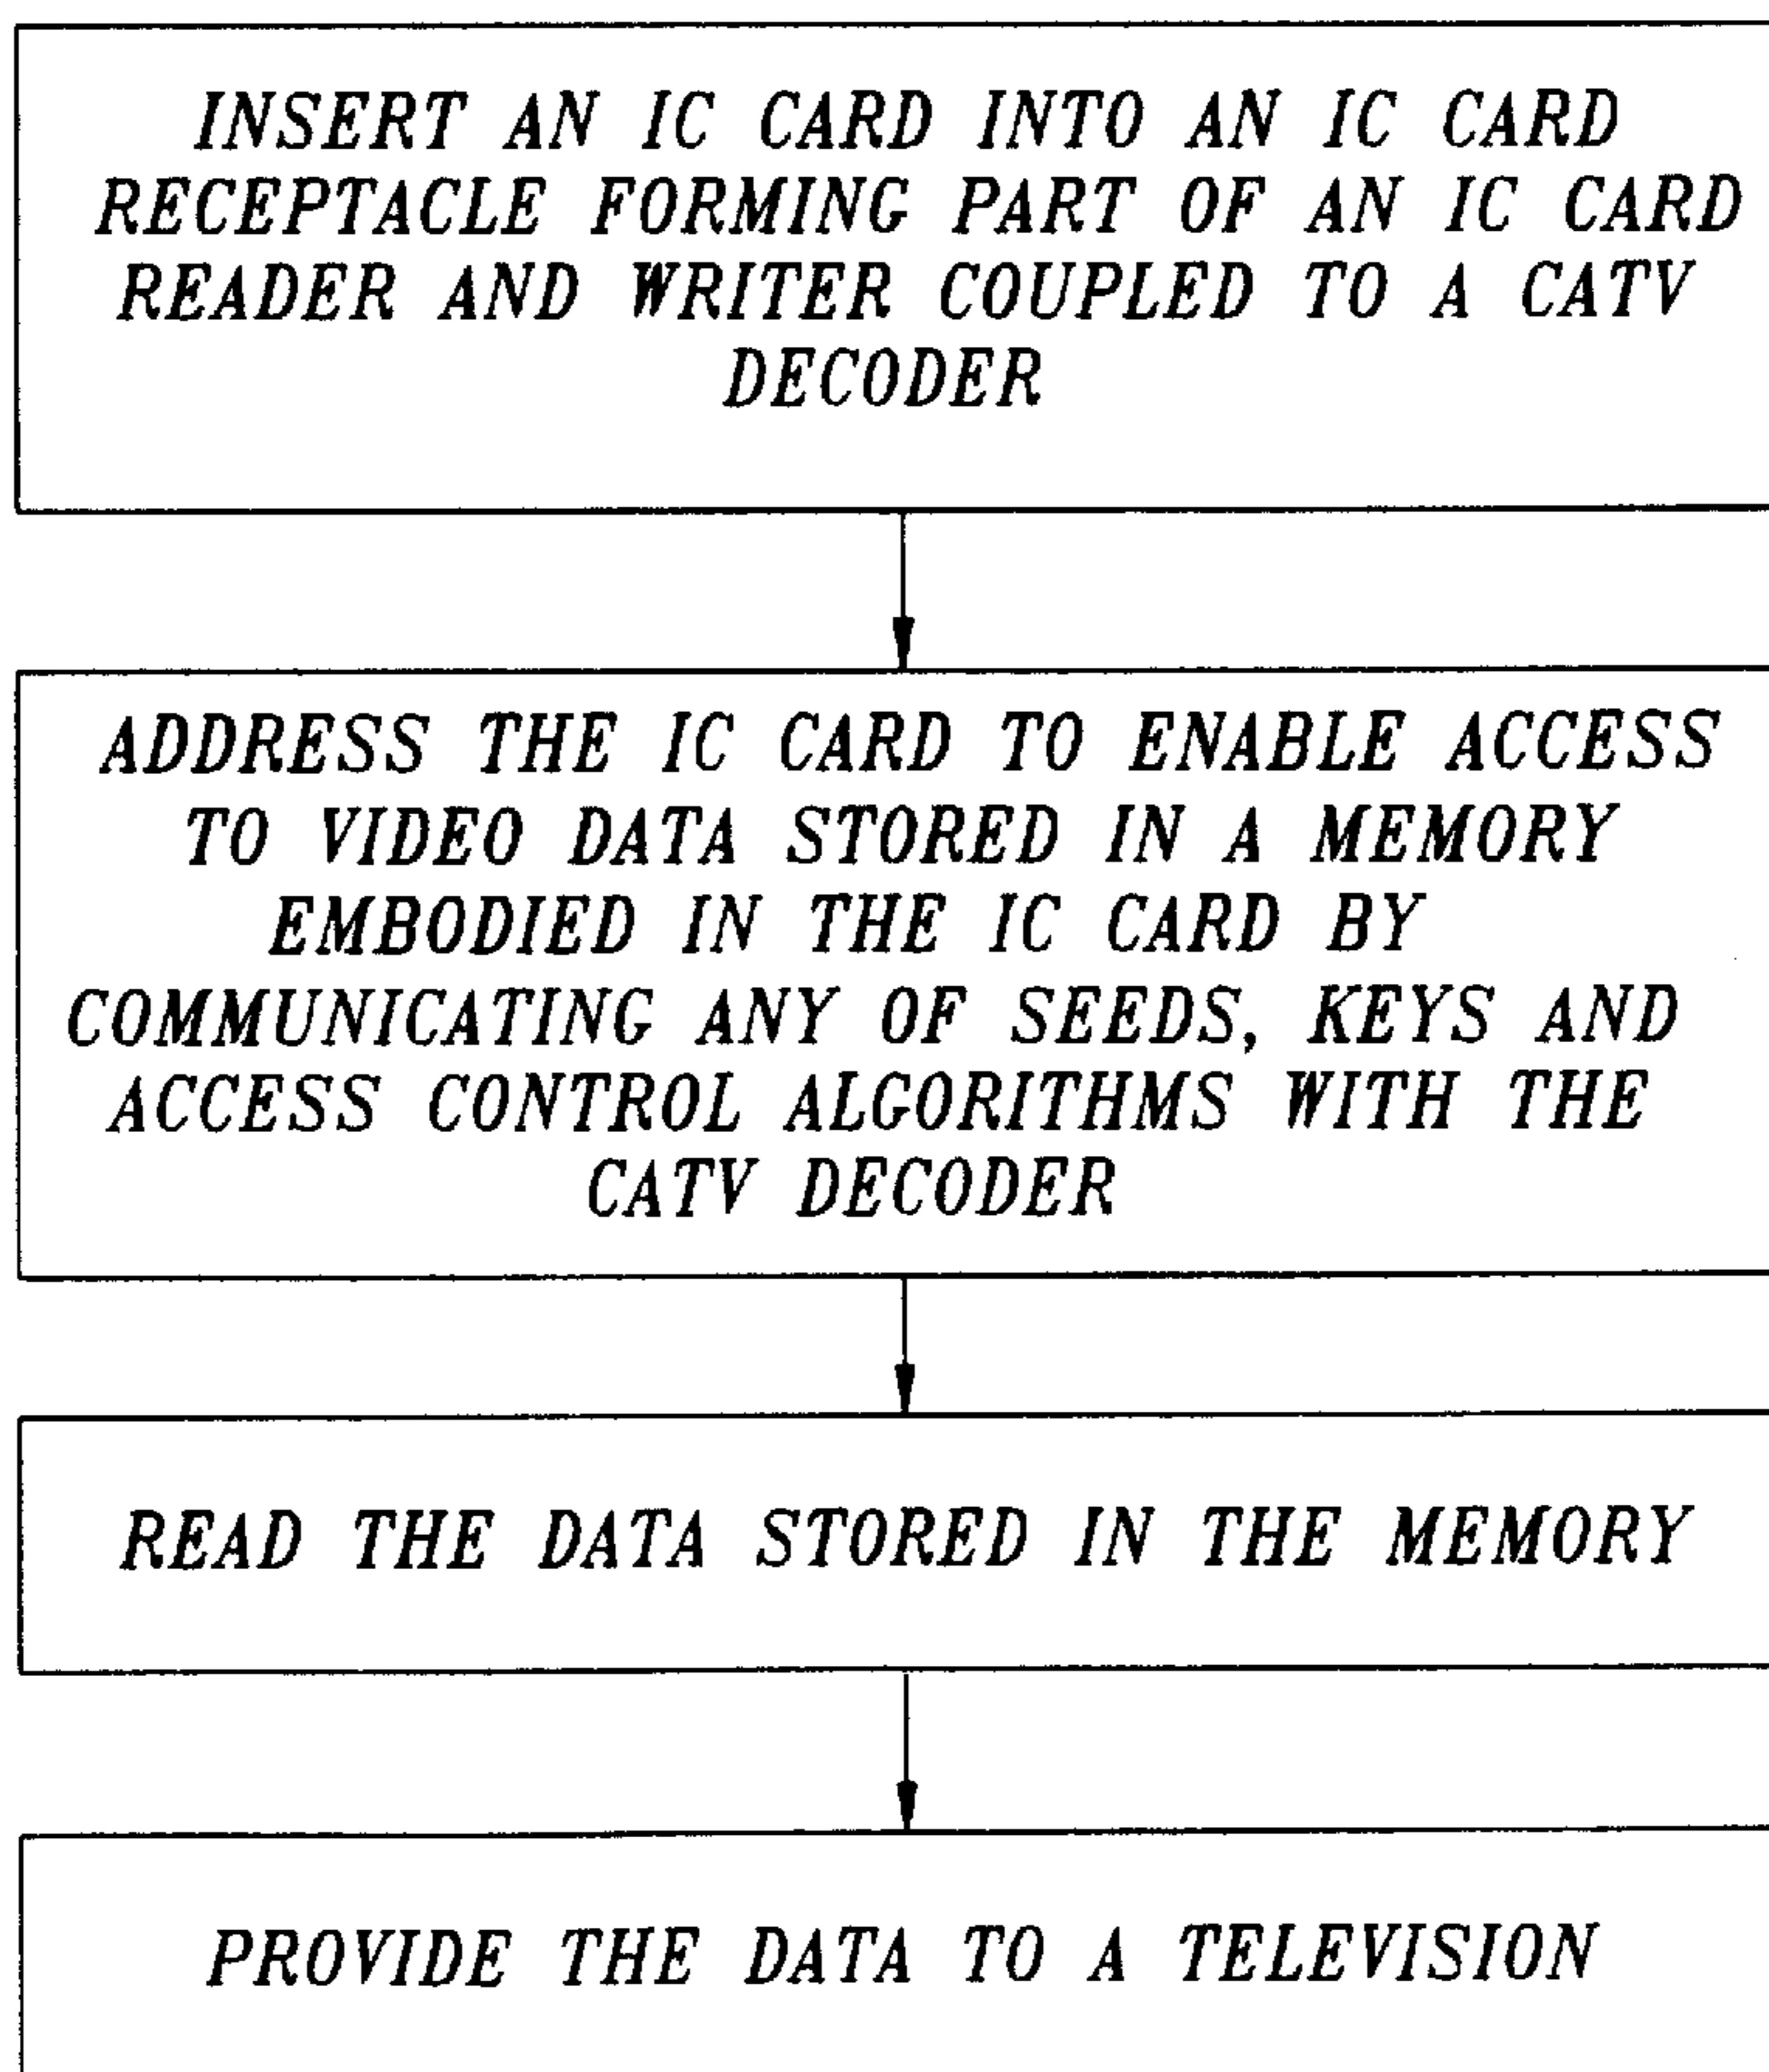 INSERT AN IC CARD INTO AN IC CARD
RECEPTACLE FORMING PART OF AN IC CARD
READER AND WRITER COUPLED TO A CATV
DECODER
ADDRESS THE IC CARD TO ENABLE ACCESS
TO VIDEO DATA STORED IN A MEMORY
EMBODIED IN THE IC CARD BY
COMMUNICATING ANY OF SEEDS, KEYS AND
ACCESS CONTROL ALGORITHMS WITH THE
CATV DECODER
READ THE DATA STORED IN THE MEMORY
PROVIDE THE DATA TO A TELEVISION